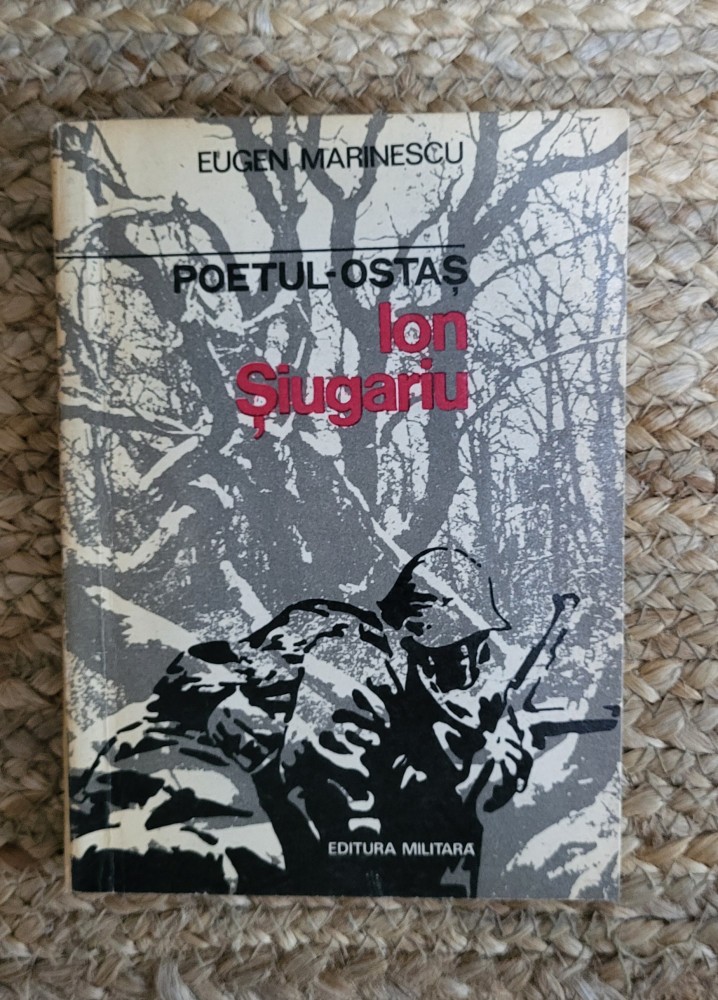 EUGEN MARINESCU
POETUL-OSTAȘ
Ion
Șiugariu
EDITURA MILITARA